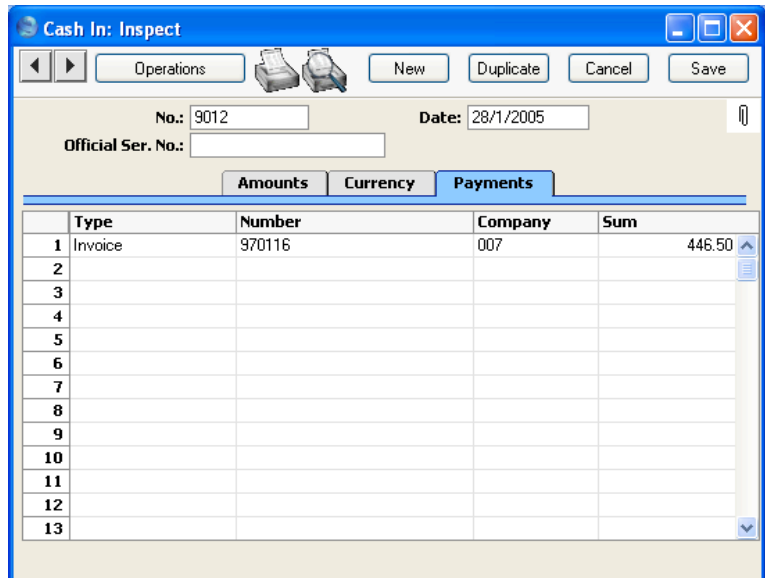 Cash In: Inspect
Operations New Duplicate Cancel Save
No.: 9012 Date: 28/1/2005
Official Ser. No.:
Amounts Currency Payments
Type Number Company Sum
1 Invoice 970116 007 446.50
2
3
4
5
6
7
8
9
10
11
12
13